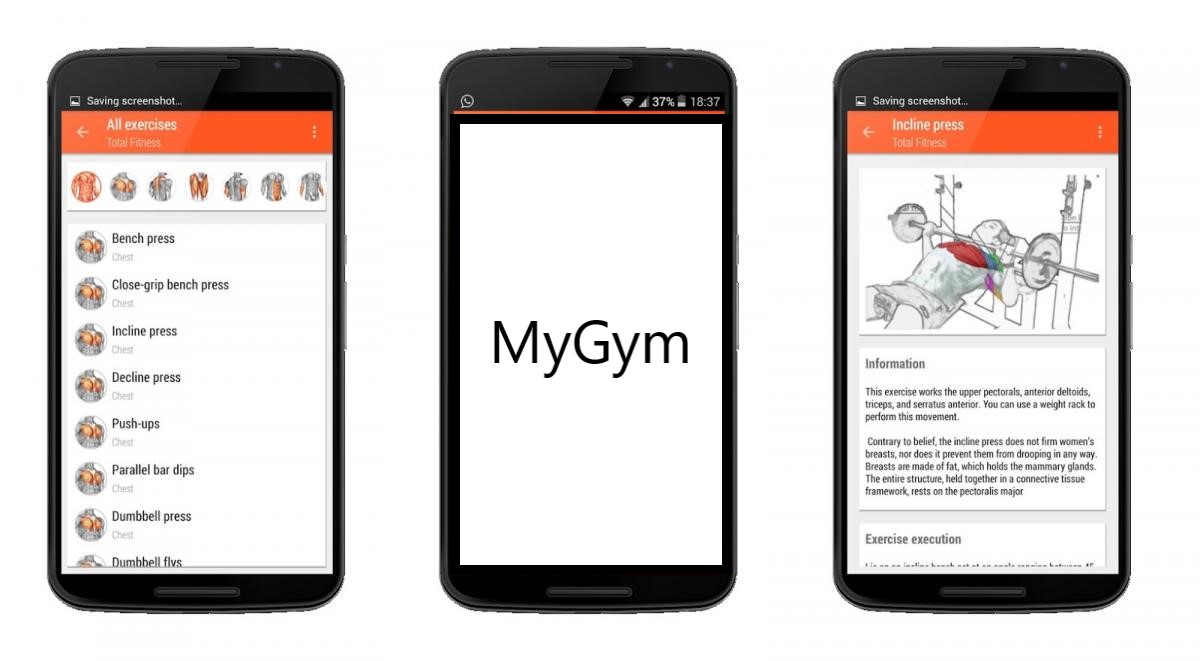 Saving screenshot...
All exercises
Total Fitness
Bench press
Chest
Close-grip bench press
Chest
Incline press
Chest
Decline press
Chest
Push-ups
Chest
Parallel bar dips
Chest
Dumbbell press
Chest
Dumbbell flys
37% 18:37
MyGym
Saving screenshot...
Incline press
Total Fitness
Information
This exercise works the upper pectorals, anterior deltoids,
triceps, and serratus anterior. You can use a weight rack to
perform this movement.
Contrary to belief, the incline press does not firm women's
breasts, nor does it prevent them from drooping in any way.
Breasts are made of fat, which holds the mammary glands.
The entire structure, held together in a connective tissue
framework, rests on the pectoralis major
Exercise execution